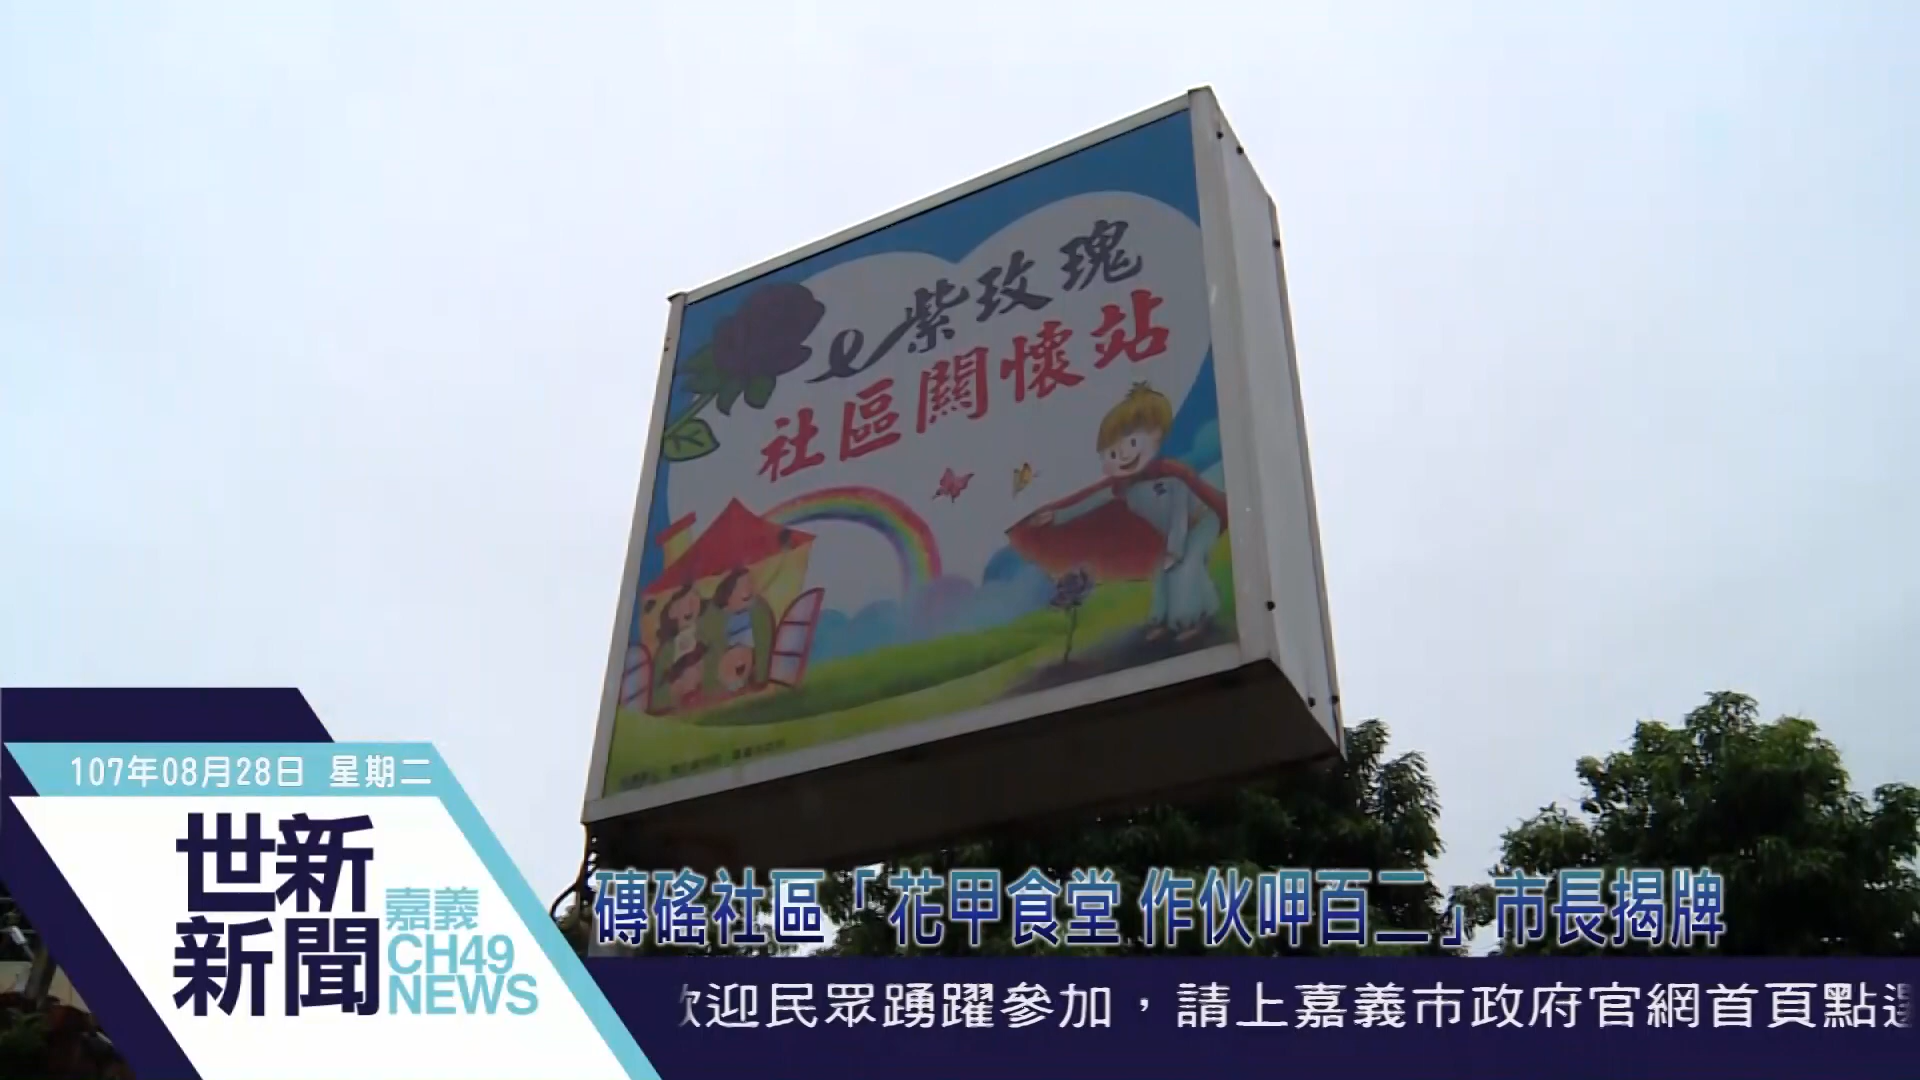 e紫玫瑰
社區關懷站
107年08月28日 星期二
世新
新聞
嘉義
CH49
NEWS
磚磘社區「花甲食堂 作伙呷百二」市長揭牌
歡迎民眾踴躍參加，請上嘉義市政府官網首頁點選